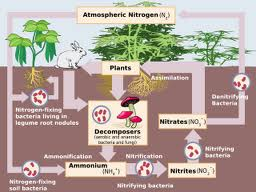 Atmospheric Nitrogen (N₂)
Plants
Assimilation
Nitrogen-fixing
bacteria living in
legume root nodules
Denitrifying
Bacteria
Decomposers
(aerobic and anaerobic
bacteria and fungi)
Nitrates (NO₃⁻)
Ammonification
Nitrification
Nitrifying
bacteria
Ammonium (NH₄⁺)
Nitrites (NO₂⁻)
Nitrogen-fixing
soil bacteria
Nitrifying bacteria